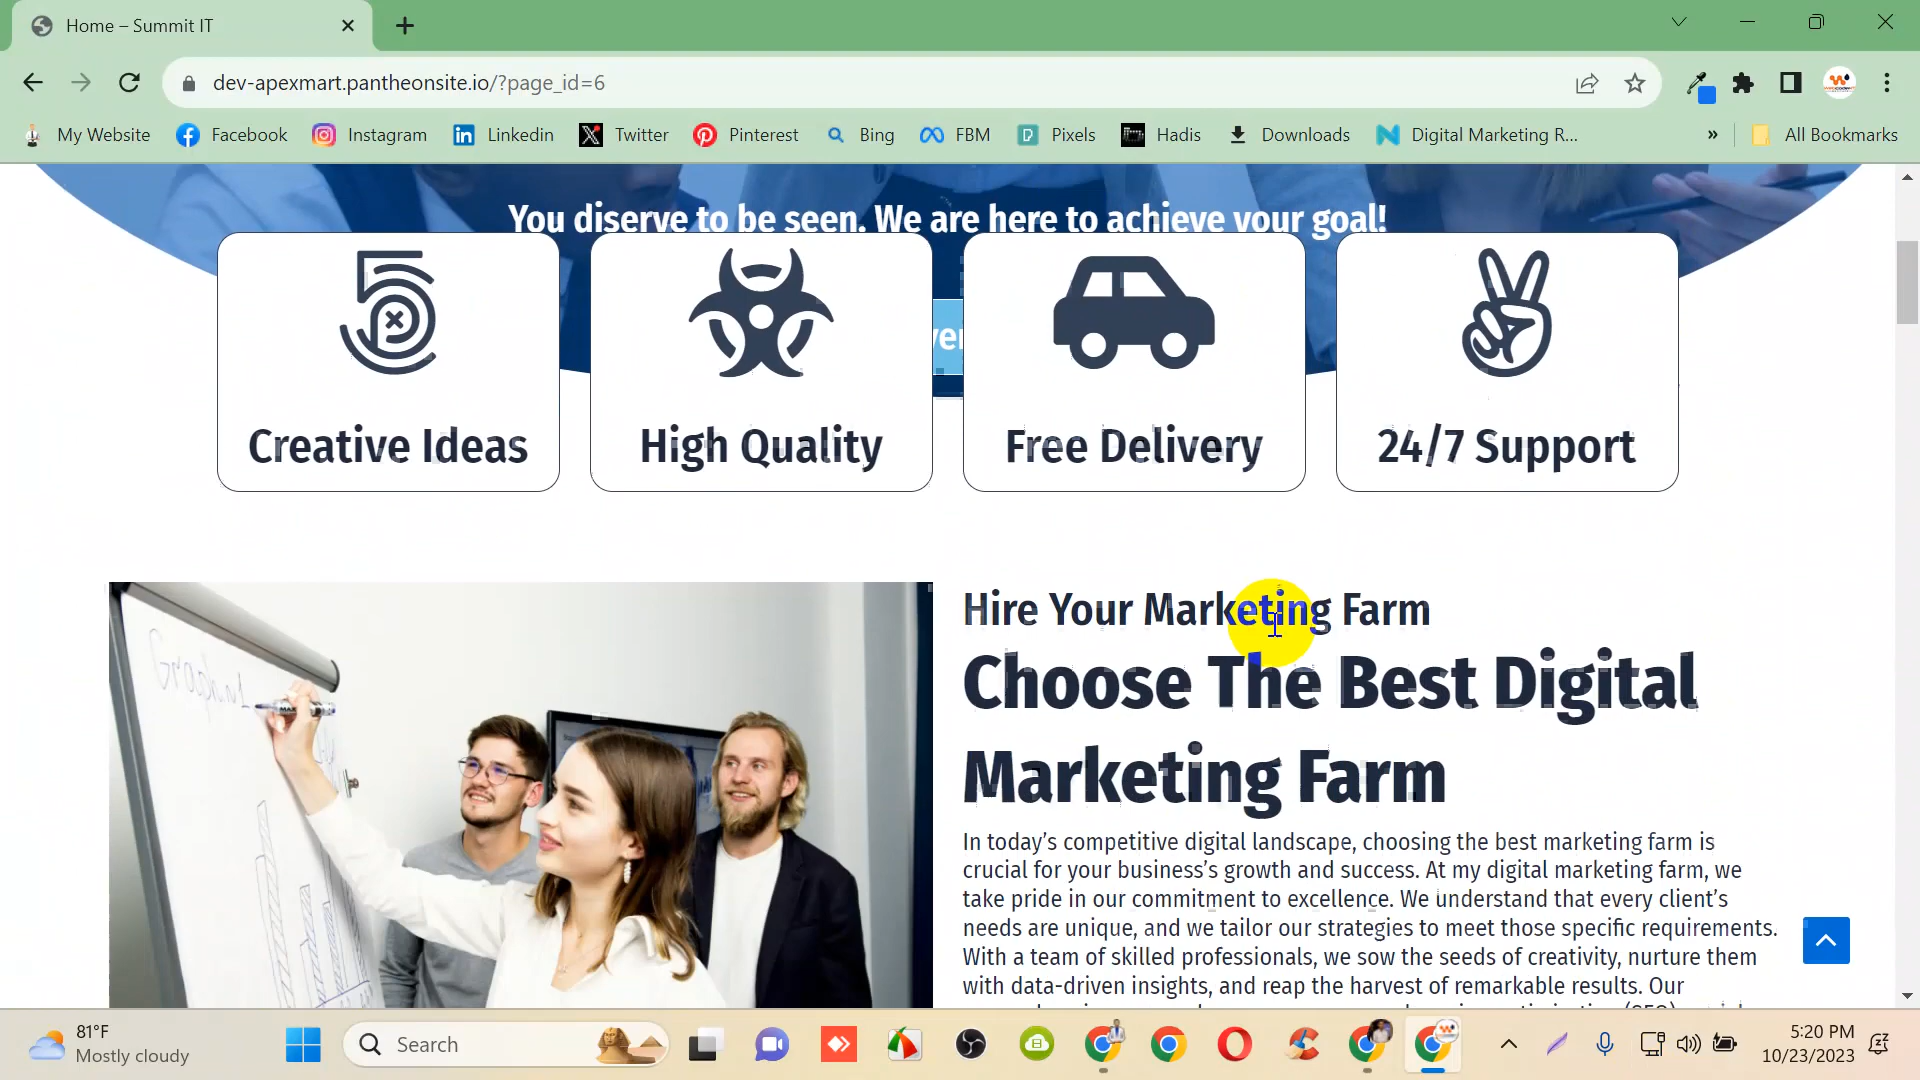 Home – Summit IT
dev-apexmart.pantheonsite.io/?page_id=6
My Website Facebook Instagram Linkedin Twitter Pinterest Bing FBM Pixels Hadis Downloads Digital Marketing R... » All Bookmarks
You diserve to be seen. We are here to achieve your goal!
Creative Ideas
High Quality
Free Delivery
24/7 Support
Hire Your Marketing Farm
Choose The Best Digital
Marketing Farm
In today's competitive digital landscape, choosing the best marketing farm is
crucial for your business's growth and success. At my digital marketing farm, we
take pride in our commitment to excellence. We understand that every client's
needs are unique, and we tailor our strategies to meet those specific requirements.
With a team of skilled professionals, we sow the seeds of creativity, nurture them
with data-driven insights, and reap the harvest of remarkable results. Our
81°F
Mostly cloudy
Search
5:20 PM
10/23/2023